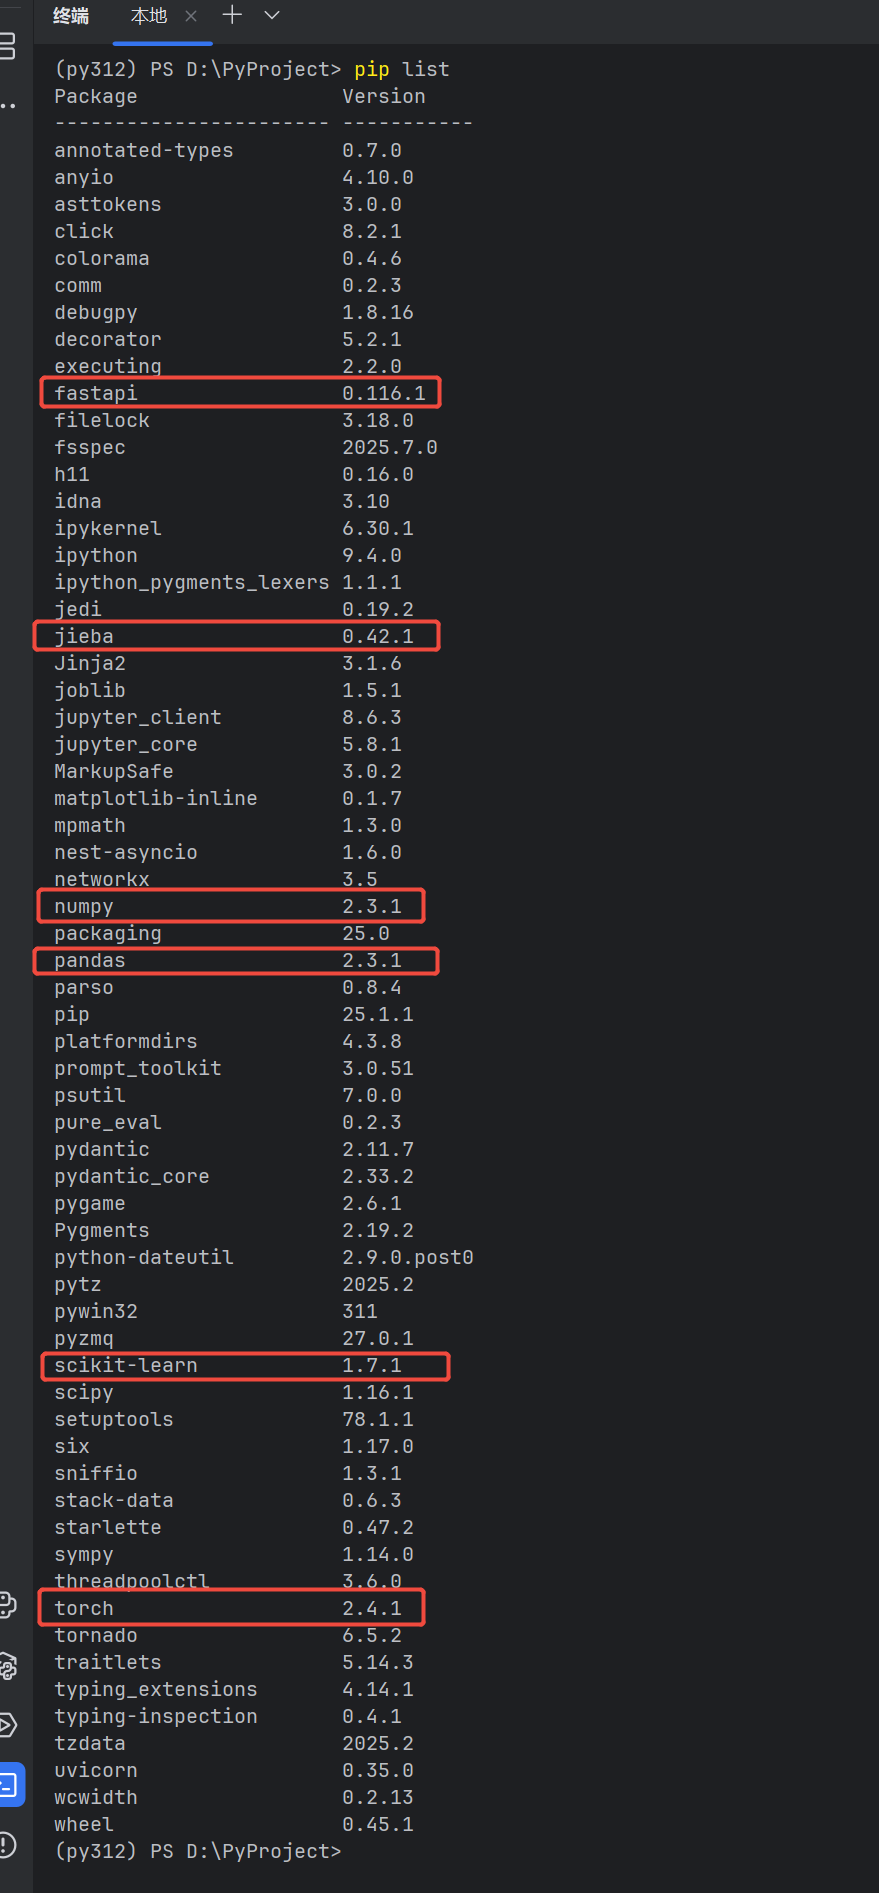 终端 本地
(py312) PS D:\PyProject> pip list
Package Version
----------------------- -----------
annotated-types 0.7.0
anyio 4.10.0
asttokens 3.0.0
click 8.2.1
colorama 0.4.6
comm 0.2.3
debugpy 1.8.16
decorator 5.2.1
executing 2.2.0
fastapi 0.116.1
filelock 3.18.0
fsspec 2025.7.0
h11 0.16.0
idna 3.10
ipykernel 6.30.1
ipython 9.4.0
ipython_pygments_lexers 1.1.1
jedi 0.19.2
jieba 0.42.1
Jinja2 3.1.6
joblib 1.5.1
jupyter_client 8.6.3
jupyter_core 5.8.1
MarkupSafe 3.0.2
matplotlib-inline 0.1.7
mpmath 1.3.0
nest-asyncio 1.6.0
networkx 3.5
numpy 2.3.1
packaging 25.0
pandas 2.3.1
parso 0.8.4
pip 25.1.1
platformdirs 4.3.8
prompt_toolkit 3.0.51
psutil 7.0.0
pure_eval 0.2.3
pydantic 2.11.7
pydantic_core 2.33.2
pygame 2.6.1
Pygments 2.19.2
python-dateutil 2.9.0.post0
pytz 2025.2
pywin32 311
pyzmq 27.0.1
scikit-learn 1.7.1
scipy 1.16.1
setuptools 78.1.1
six 1.17.0
sniffio 1.3.1
stack-data 0.6.3
starlette 0.47.2
sympy 1.14.0
threadpoolctl 3.6.0
torch 2.4.1
tornado 6.5.2
traitlets 5.14.3
typing_extensions 4.14.1
typing-inspection 0.4.1
tzdata 2025.2
uvicorn 0.35.0
wcwidth 0.2.13
wheel 0.45.1
(py312) PS D:\PyProject>